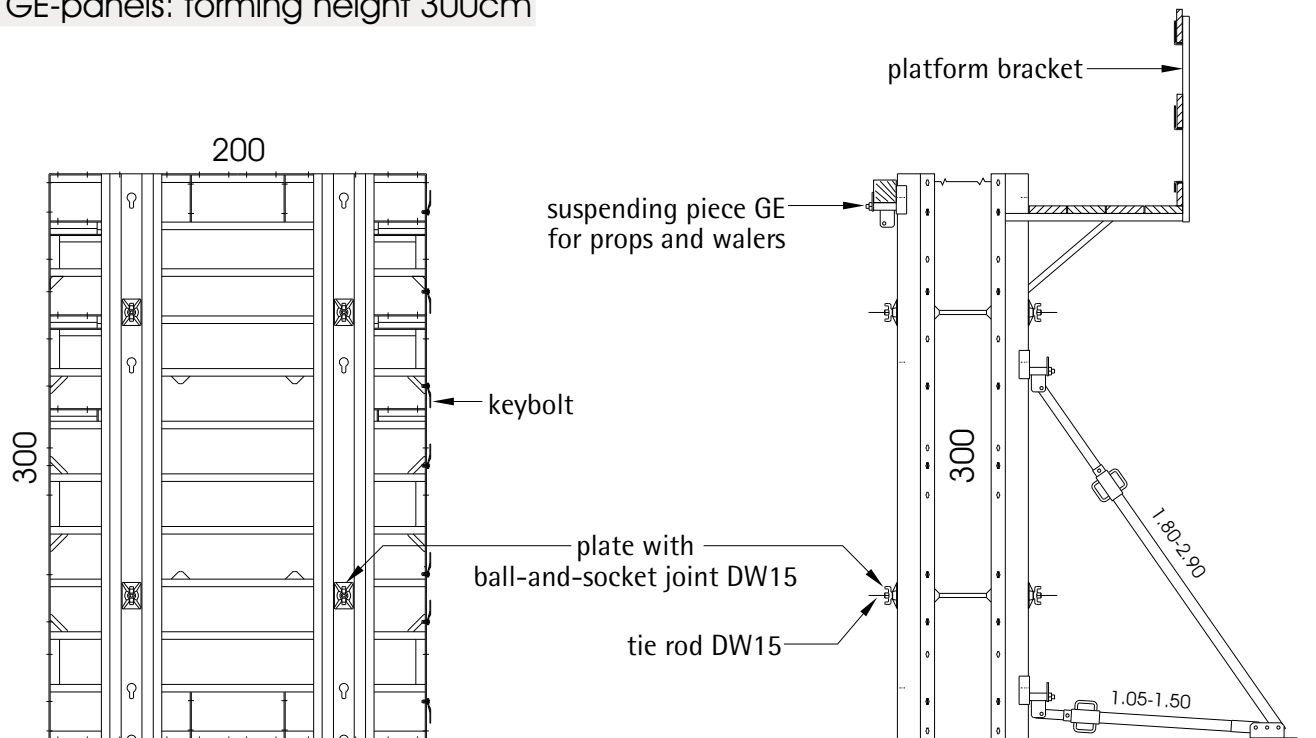 GE-panels: forming height 300cm
platform bracket
200
suspending piece GE
for props and walers
keybolt
300
300
1.80-2.90
plate with
ball-and-socket joint DW15
tie rod DW15
1.05-1.50